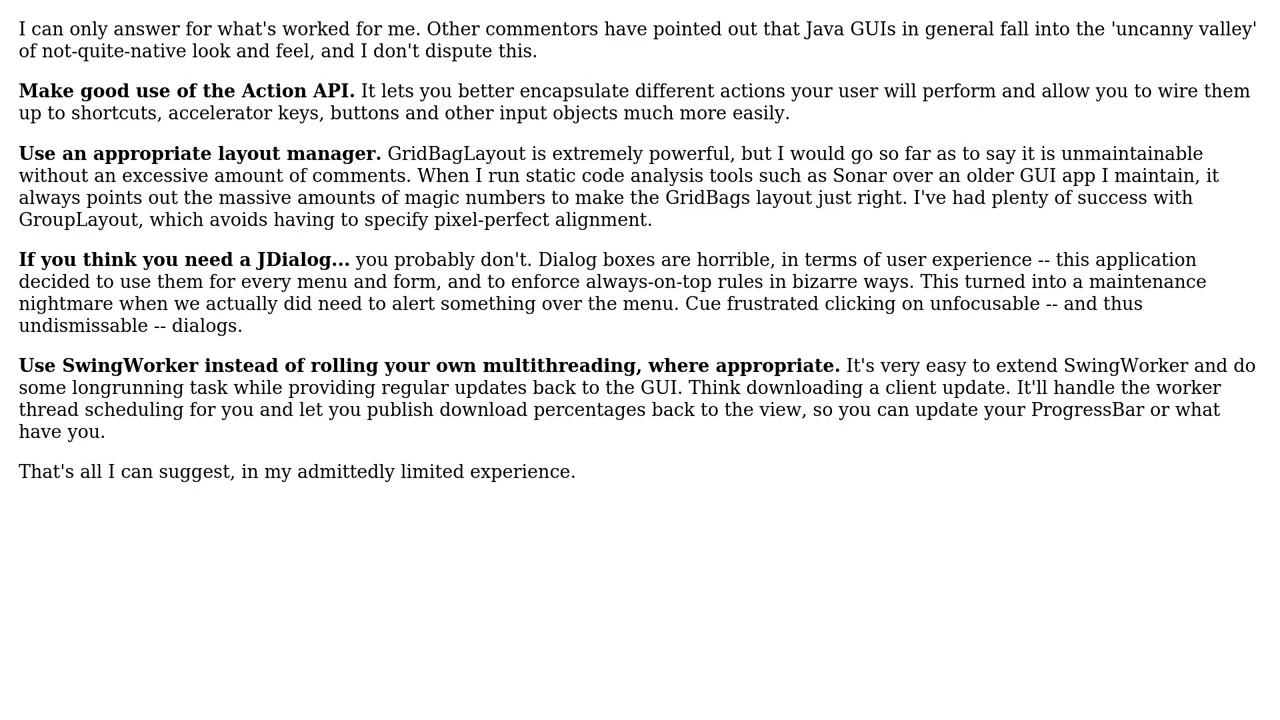 I can only answer for what's worked for me. Other commentors have pointed out that Java GUIs in general fall into the 'uncanny valley'
of not-quite-native look and feel, and I don't dispute this.
Make good use of the Action API. It lets you better encapsulate different actions your user will perform and allow you to wire them
up to shortcuts, accelerator keys, buttons and other input objects much more easily.
Use an appropriate layout manager. GridBagLayout is extremely powerful, but I would go so far as to say it is unmaintainable
without an excessive amount of comments. When I run static code analysis tools such as Sonar over an older GUI app I maintain, it
always points out the massive amounts of magic numbers to make the GridBags layout just right. I've had plenty of success with
GroupLayout, which avoids having to specify pixel-perfect alignment.
If you think you need a JDialog... you probably don't. Dialog boxes are horrible, in terms of user experience -- this application
decided to use them for every menu and form, and to enforce always-on-top rules in bizarre ways. This turned into a maintenance
nightmare when we actually did need to alert something over the menu. Cue frustrated clicking on unfocusable -- and thus
undismissable -- dialogs.
Use SwingWorker instead of rolling your own multithreading, where appropriate. It's very easy to extend SwingWorker and do
some longrunning task while providing regular updates back to the GUI. Think downloading a client update. It'll handle the worker
thread scheduling for you and let you publish download percentages back to the view, so you can update your ProgressBar or what
have you.
That's all I can suggest, in my admittedly limited experience.